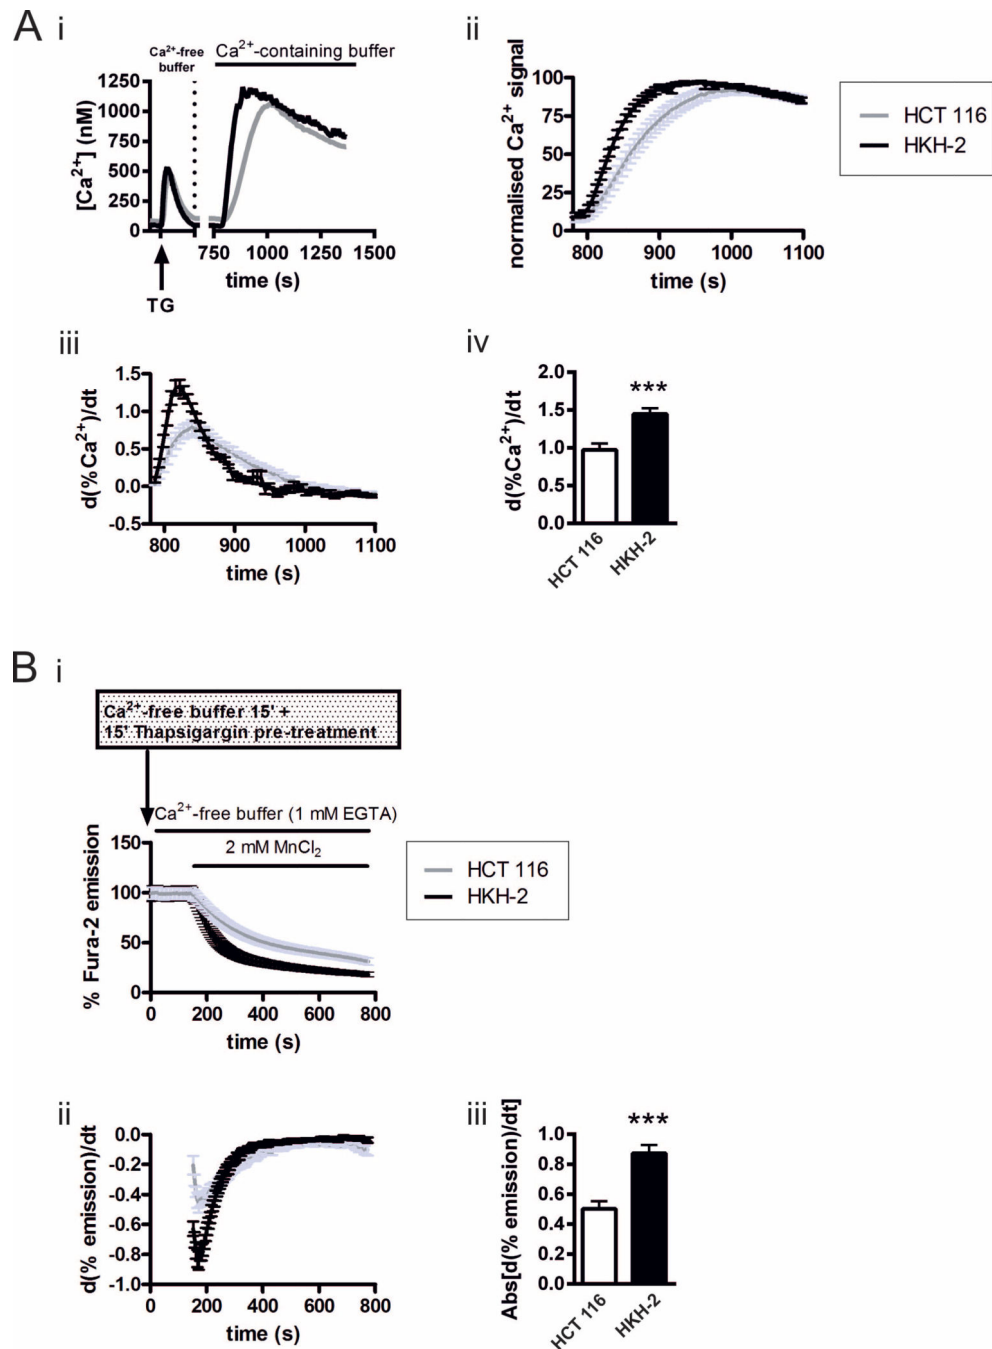 A i
Ca²⁺-free
buffer
Ca²⁺-containing buffer
[Ca²⁺] (nM)
1250
1000
750
500
250
0
750 1000 1250 1500
time (s)
TG
ii
normalised Ca²⁺ signal
100
75
50
25
0
800 900 1000 1100
time (s)
HCT 116
HKH-2
iii
d(%Ca²⁺)/dt
1.5
1.0
0.5
0.0
-0.5
800 900 1000 1100
time (s)
iv
d(%Ca²⁺)/dt
2.0
1.5
1.0
0.5
0.0
***
HCT 116
HKH-2
B i
Ca²⁺-free buffer 15' +
15' Thapsigargin pre-treatment
Ca²⁺-free buffer (1 mM EGTA)
2 mM MnCl₂
% Fura-2 emission
150
100
50
0
0 200 400 600 800
time (s)
HCT 116
HKH-2
ii
d(% emission)/dt
0.0
-0.2
-0.4
-0.6
-0.8
-1.0
0 200 400 600 800
time (s)
iii
Abs[d(% emission)/dt]
1.0
0.8
0.6
0.4
0.2
0.0
***
HCT 116
HKH-2